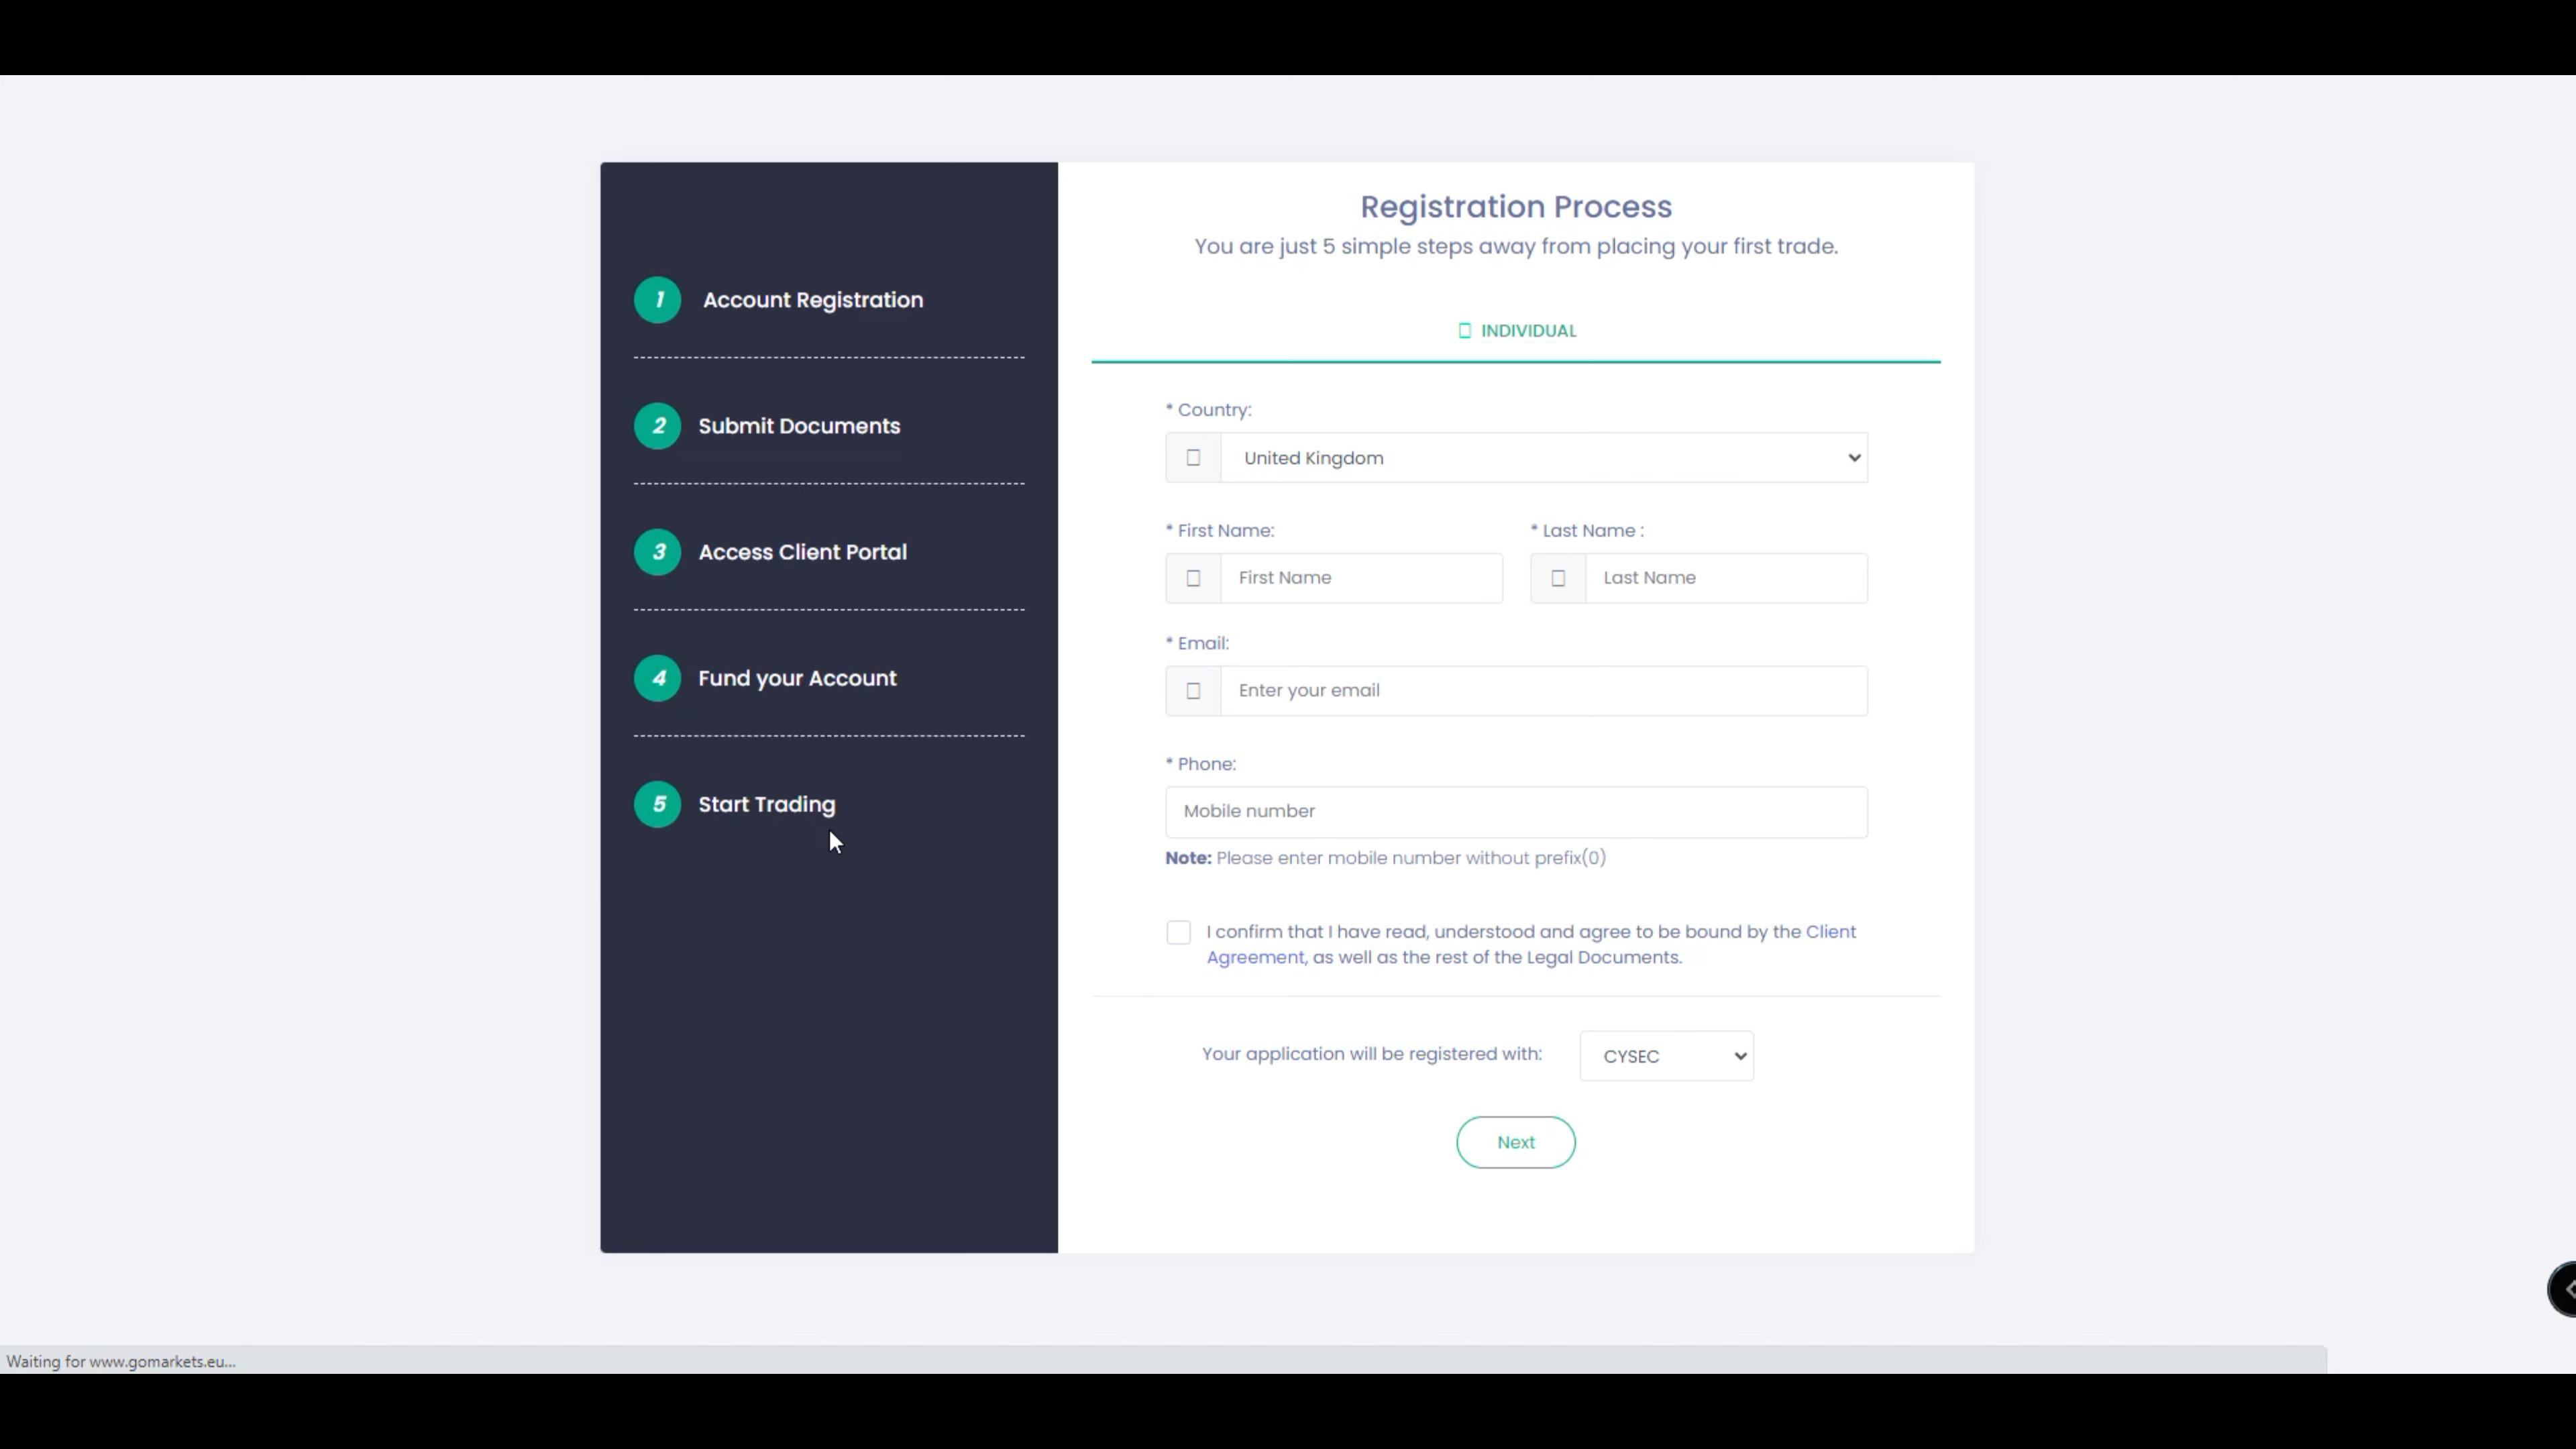 1 Account Registration
2 Submit Documents
3 Access Client Portal
4 Fund your Account
5 Start Trading
Registration Process
You are just 5 simple steps away from placing your first trade.
INDIVIDUAL
* Country:
United Kingdom
* First Name: * Last Name :
First Name Last Name
* Email:
Enter your email
* Phone:
Mobile number
Note: Please enter mobile number without prefix(0)
I confirm that I have read, understood and agree to be bound by the Client
Agreement, as well as the rest of the Legal Documents.
Your application will be registered with: CYSEC
Next
Waiting for www.gomarkets.eu...